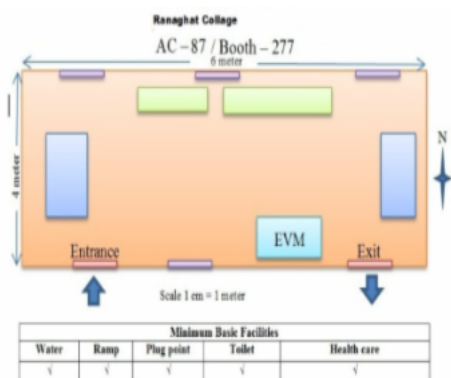 Ranaghat Collage
AC – 87 / Booth – 277
6 meter
4 meter
N
EVM
Entrance
Exit
Scale 1 cm = 1 meter
Minimum Basic Facilities
Water Ramp Plug point Toilet Health care
√ √ √ √ √